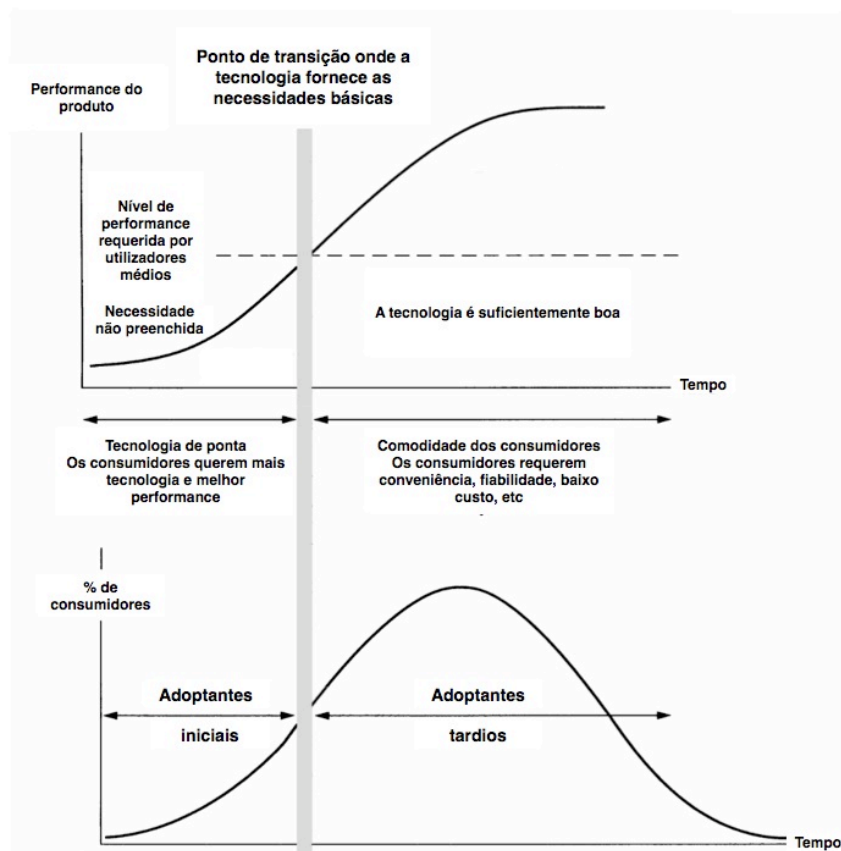 Ponto de transição onde a
tecnologia fornece as
necessidades básicas
Performance do
produto
Nível de
performance
requerida por
utilizadores
médios
Necessidade
não preenchida
A tecnologia é suficientemente boa
Tempo
Tecnologia de ponta
Os consumidores querem mais
tecnologia e melhor
performance
Comodidade dos consumidores
Os consumidores requerem
conveniência, fiabilidade, baixo
custo, etc
% de
consumidores
Adoptantes
iniciais
Adoptantes
tardios
Tempo